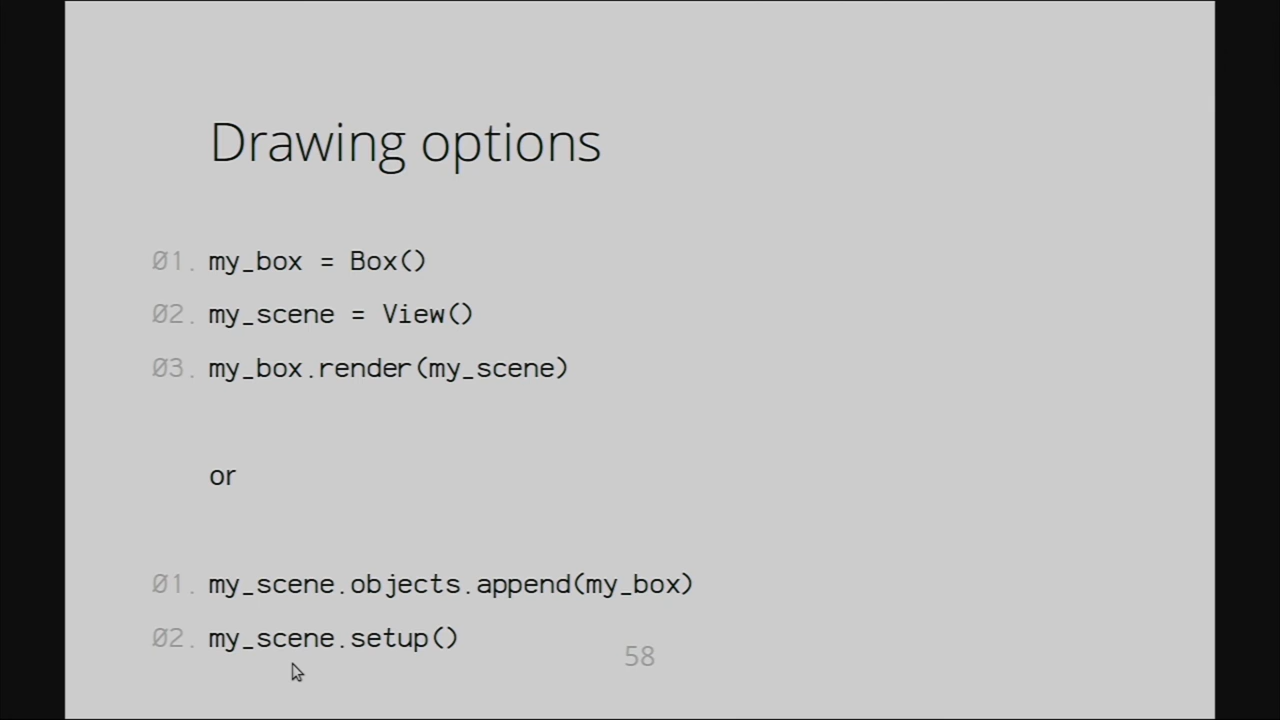 Drawing options
01. my_box = Box()
02. my_scene = View()
03. my_box.render(my_scene)
or
01. my_scene.objects.append(my_box)
02. my_scene.setup()
58